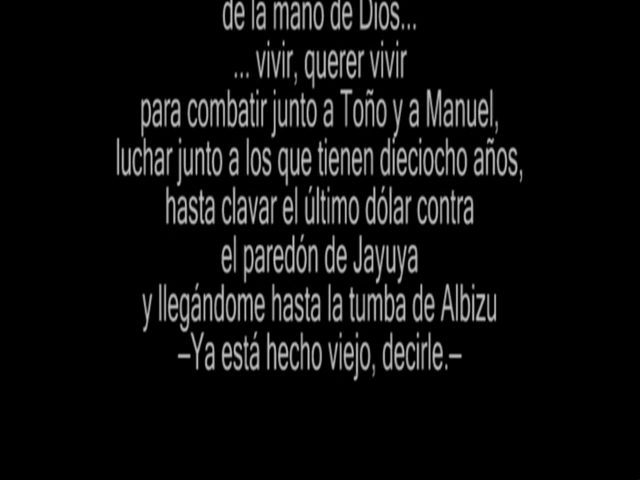 de la mano de Dios...
... vivir, querer vivir
para combatir junto a Toño y a Manuel,
luchar junto a los que tienen dieciocho años,
hasta clavar el último dólar contra
el paredón de Jayuya
y llegándome hasta la tumba de Albizu
–Ya está hecho viejo, decirle.–